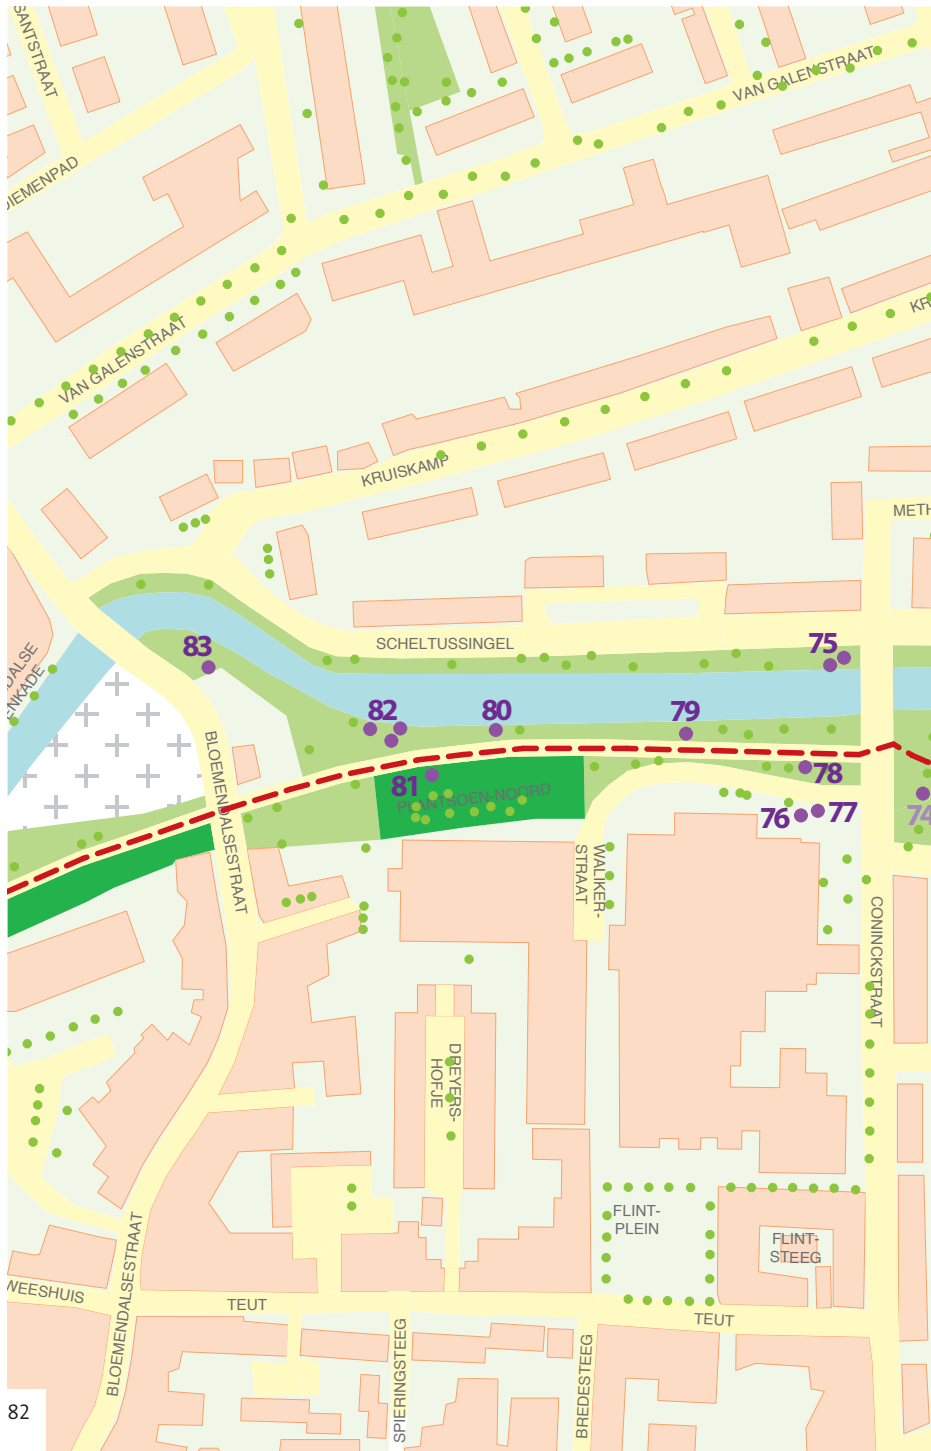 SANTSTRAAT
DIEMENPAD
VAN GALENSTRAAT
VAN GALENSTRAAT
KR
KRUISKAMP
METH
SCHELTUSSINGEL
DALSE
ENKADE
83
82
80
79
75
81
78
76
77
74
PLANTSOEN-NOORD
BLOEMENDALSESTRAAT
WALIKER-
STRAAT
CONINCKSTRAAT
DREYERS-
HOFJE
FLINT-
PLEIN
FLINT-
STEEG
WEESHUIS
BLOEMENDALSESTRAAT
TEUT
TEUT
SPIERINGSTEEG
BREDESTEEG
82